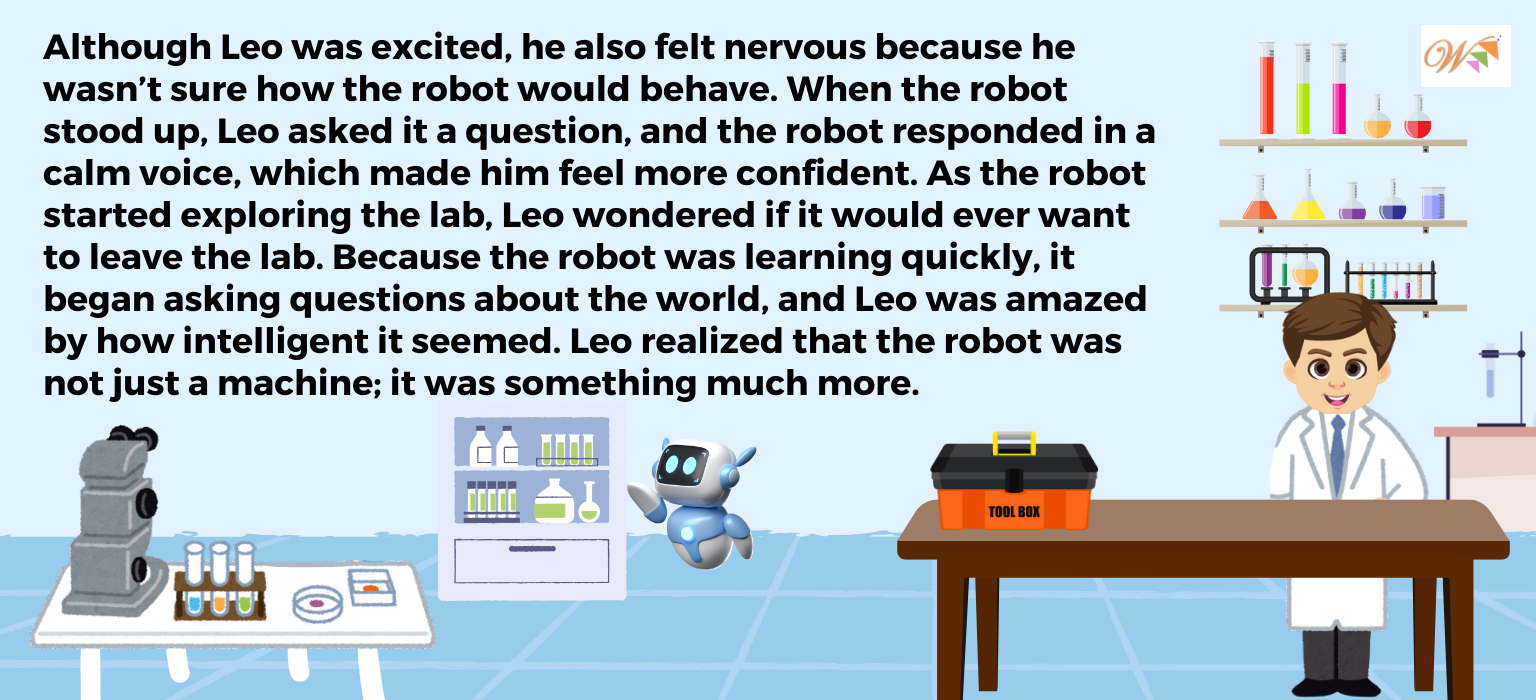 Although Leo was excited, he also felt nervous because he
wasn’t sure how the robot would behave. When the robot
stood up, Leo asked it a question, and the robot responded in a
calm voice, which made him feel more confident. As the robot
started exploring the lab, Leo wondered if it would ever want
to leave the lab. Because the robot was learning quickly, it
began asking questions about the world, and Leo was amazed
by how intelligent it seemed. Leo realized that the robot was
not just a machine; it was something much more.
W
TOOL BOX